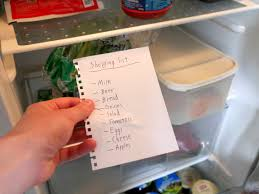 Shopping list
- Milk
- Beer
- Bread
- Onions
- Salad
- Tomatoes
- Eggs
- Cheese
- Apples